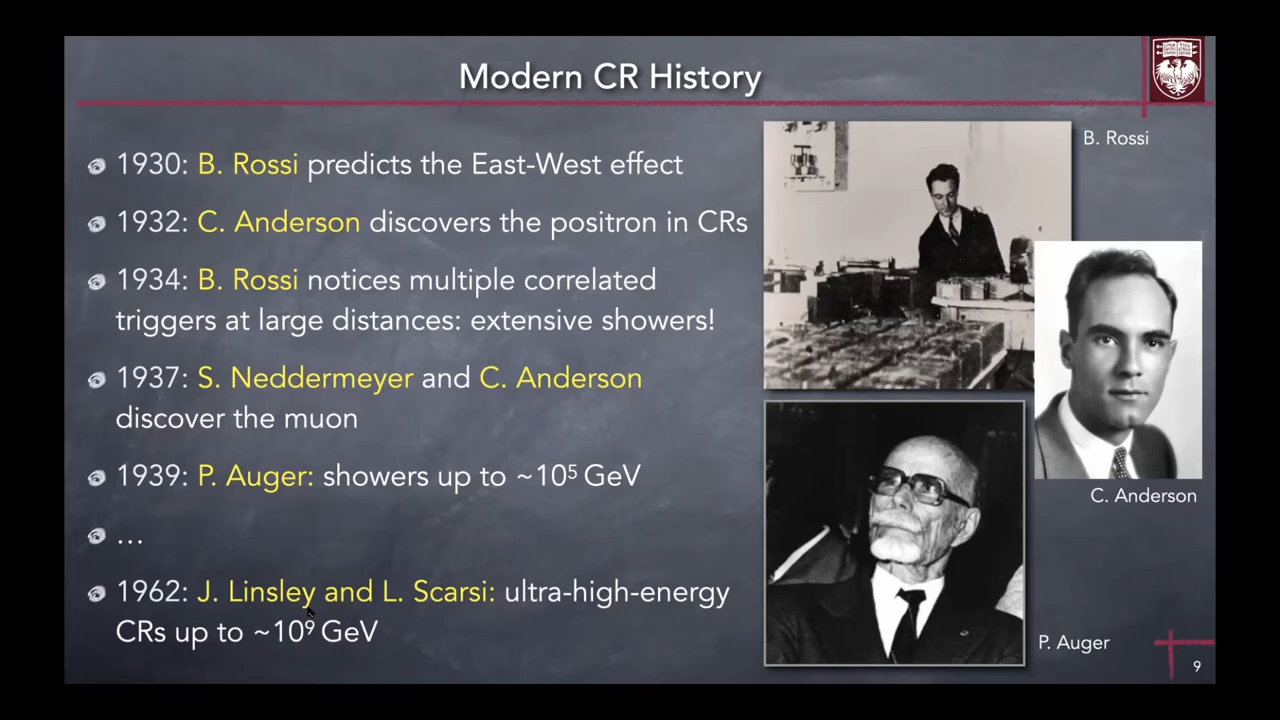 Modern CR History
B. Rossi
1930: B. Rossi predicts the East-West effect
1932: C. Anderson discovers the positron in CRs
1934: B. Rossi notices multiple correlated
triggers at large distances: extensive showers!
1937: S. Neddermeyer and C. Anderson
discover the muon
C. Anderson
1939: P. Auger: showers up to ~10⁵ GeV
...
1962: J. Linsley and L. Scarsi: ultra-high-energy
CRs up to ~10⁹ GeV
P. Auger
9